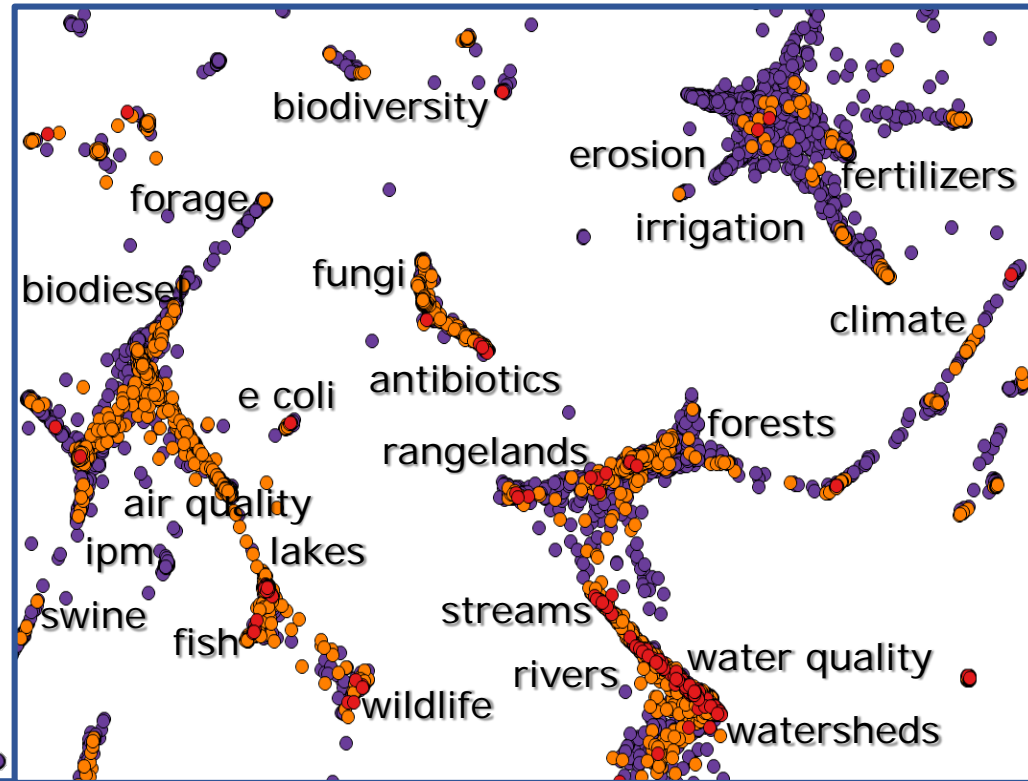 biodiversity
erosion
fertilizers
forage
irrigation
fungi
biodiesel
climate
antibiotics
e coli
forests
rangelands
air quality
ipm
lakes
swine
streams
fish
water quality
rivers
wildlife
watersheds